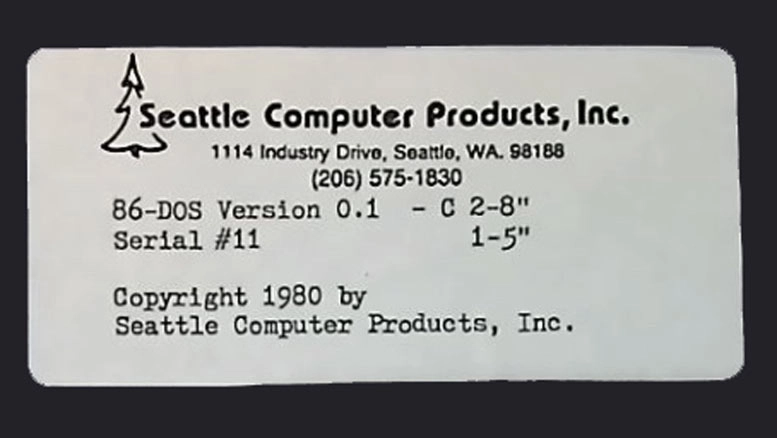 Seattle Computer Products, Inc.
1114 Industry Drive, Seattle, WA. 98188
(206) 575-1830
86-DOS Version 0.1 - C 2-8"
Serial #11 1-5"
Copyright 1980 by
Seattle Computer Products, Inc.